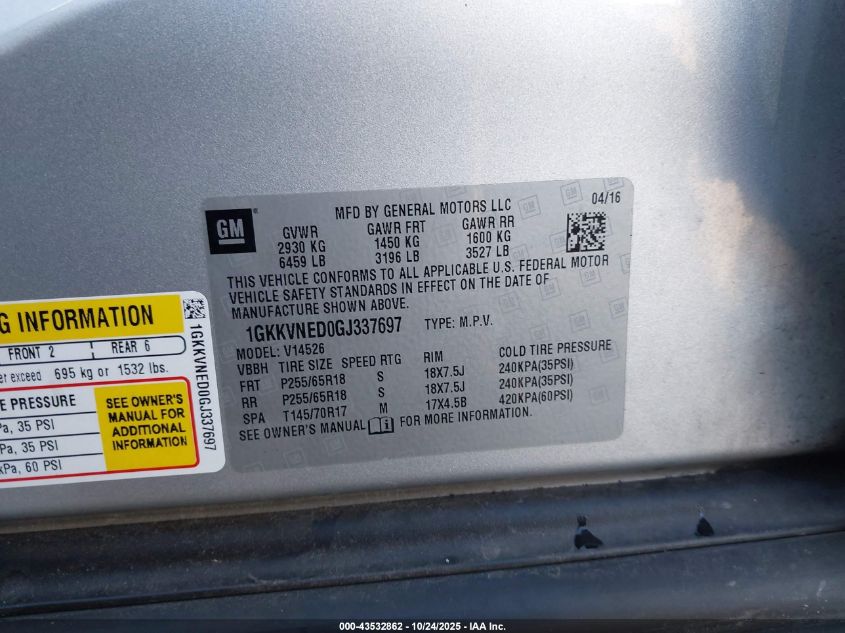 GM
MFD BY GENERAL MOTORS LLC
04/16
GVWR GAWR FRT GAWR RR
2930 KG 1450 KG 1600 KG
6459 LB 3196 LB 3527 LB
THIS VEHICLE CONFORMS TO ALL APPLICABLE U.S. FEDERAL MOTOR
VEHICLE SAFETY STANDARDS IN EFFECT ON THE DATE OF
MANUFACTURE SHOWN ABOVE.
1GKKVNED0GJ337697 TYPE: M.P.V.
MODEL: V14526
VBBH TIRE SIZE SPEED RTG RIM COLD TIRE PRESSURE
FRT P255/65R18 S 18X7.5J 240KPA(35PSI)
RR P255/65R18 S 18X7.5J 240KPA(35PSI)
SPA T145/70R17 M 17X4.5B 420KPA(60PSI)
SEE OWNER'S MANUAL FOR MORE INFORMATION.
G INFORMATION
FRONT 2 REAR 6
er exceed 695 kg or 1532 lbs.
E PRESSURE
Pa, 35 PSI
Pa, 35 PSI
kPa, 60 PSI
SEE OWNER'S
MANUAL FOR
ADDITIONAL
INFORMATION
1GKKVNED0GJ337697
000-43532862 - 10/24/2025 - IAA Inc.